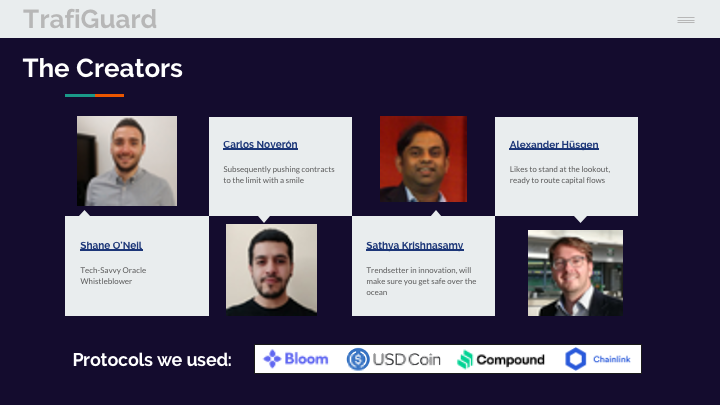 TrafiGuard
The Creators
Carlos Noverón
Subsequently pushing contracts
to the limit with a smile
Alexander Hüsgen
Likes to stand at the lookout,
ready to route capital flows
Shane O'Neil
Tech-Savvy Oracle
Whistleblower
Sathya Krishnasamy
Trendsetter in innovation, will
make sure you get safe over the
ocean
Protocols we used:
Bloom
USD Coin
Compound
Chainlink